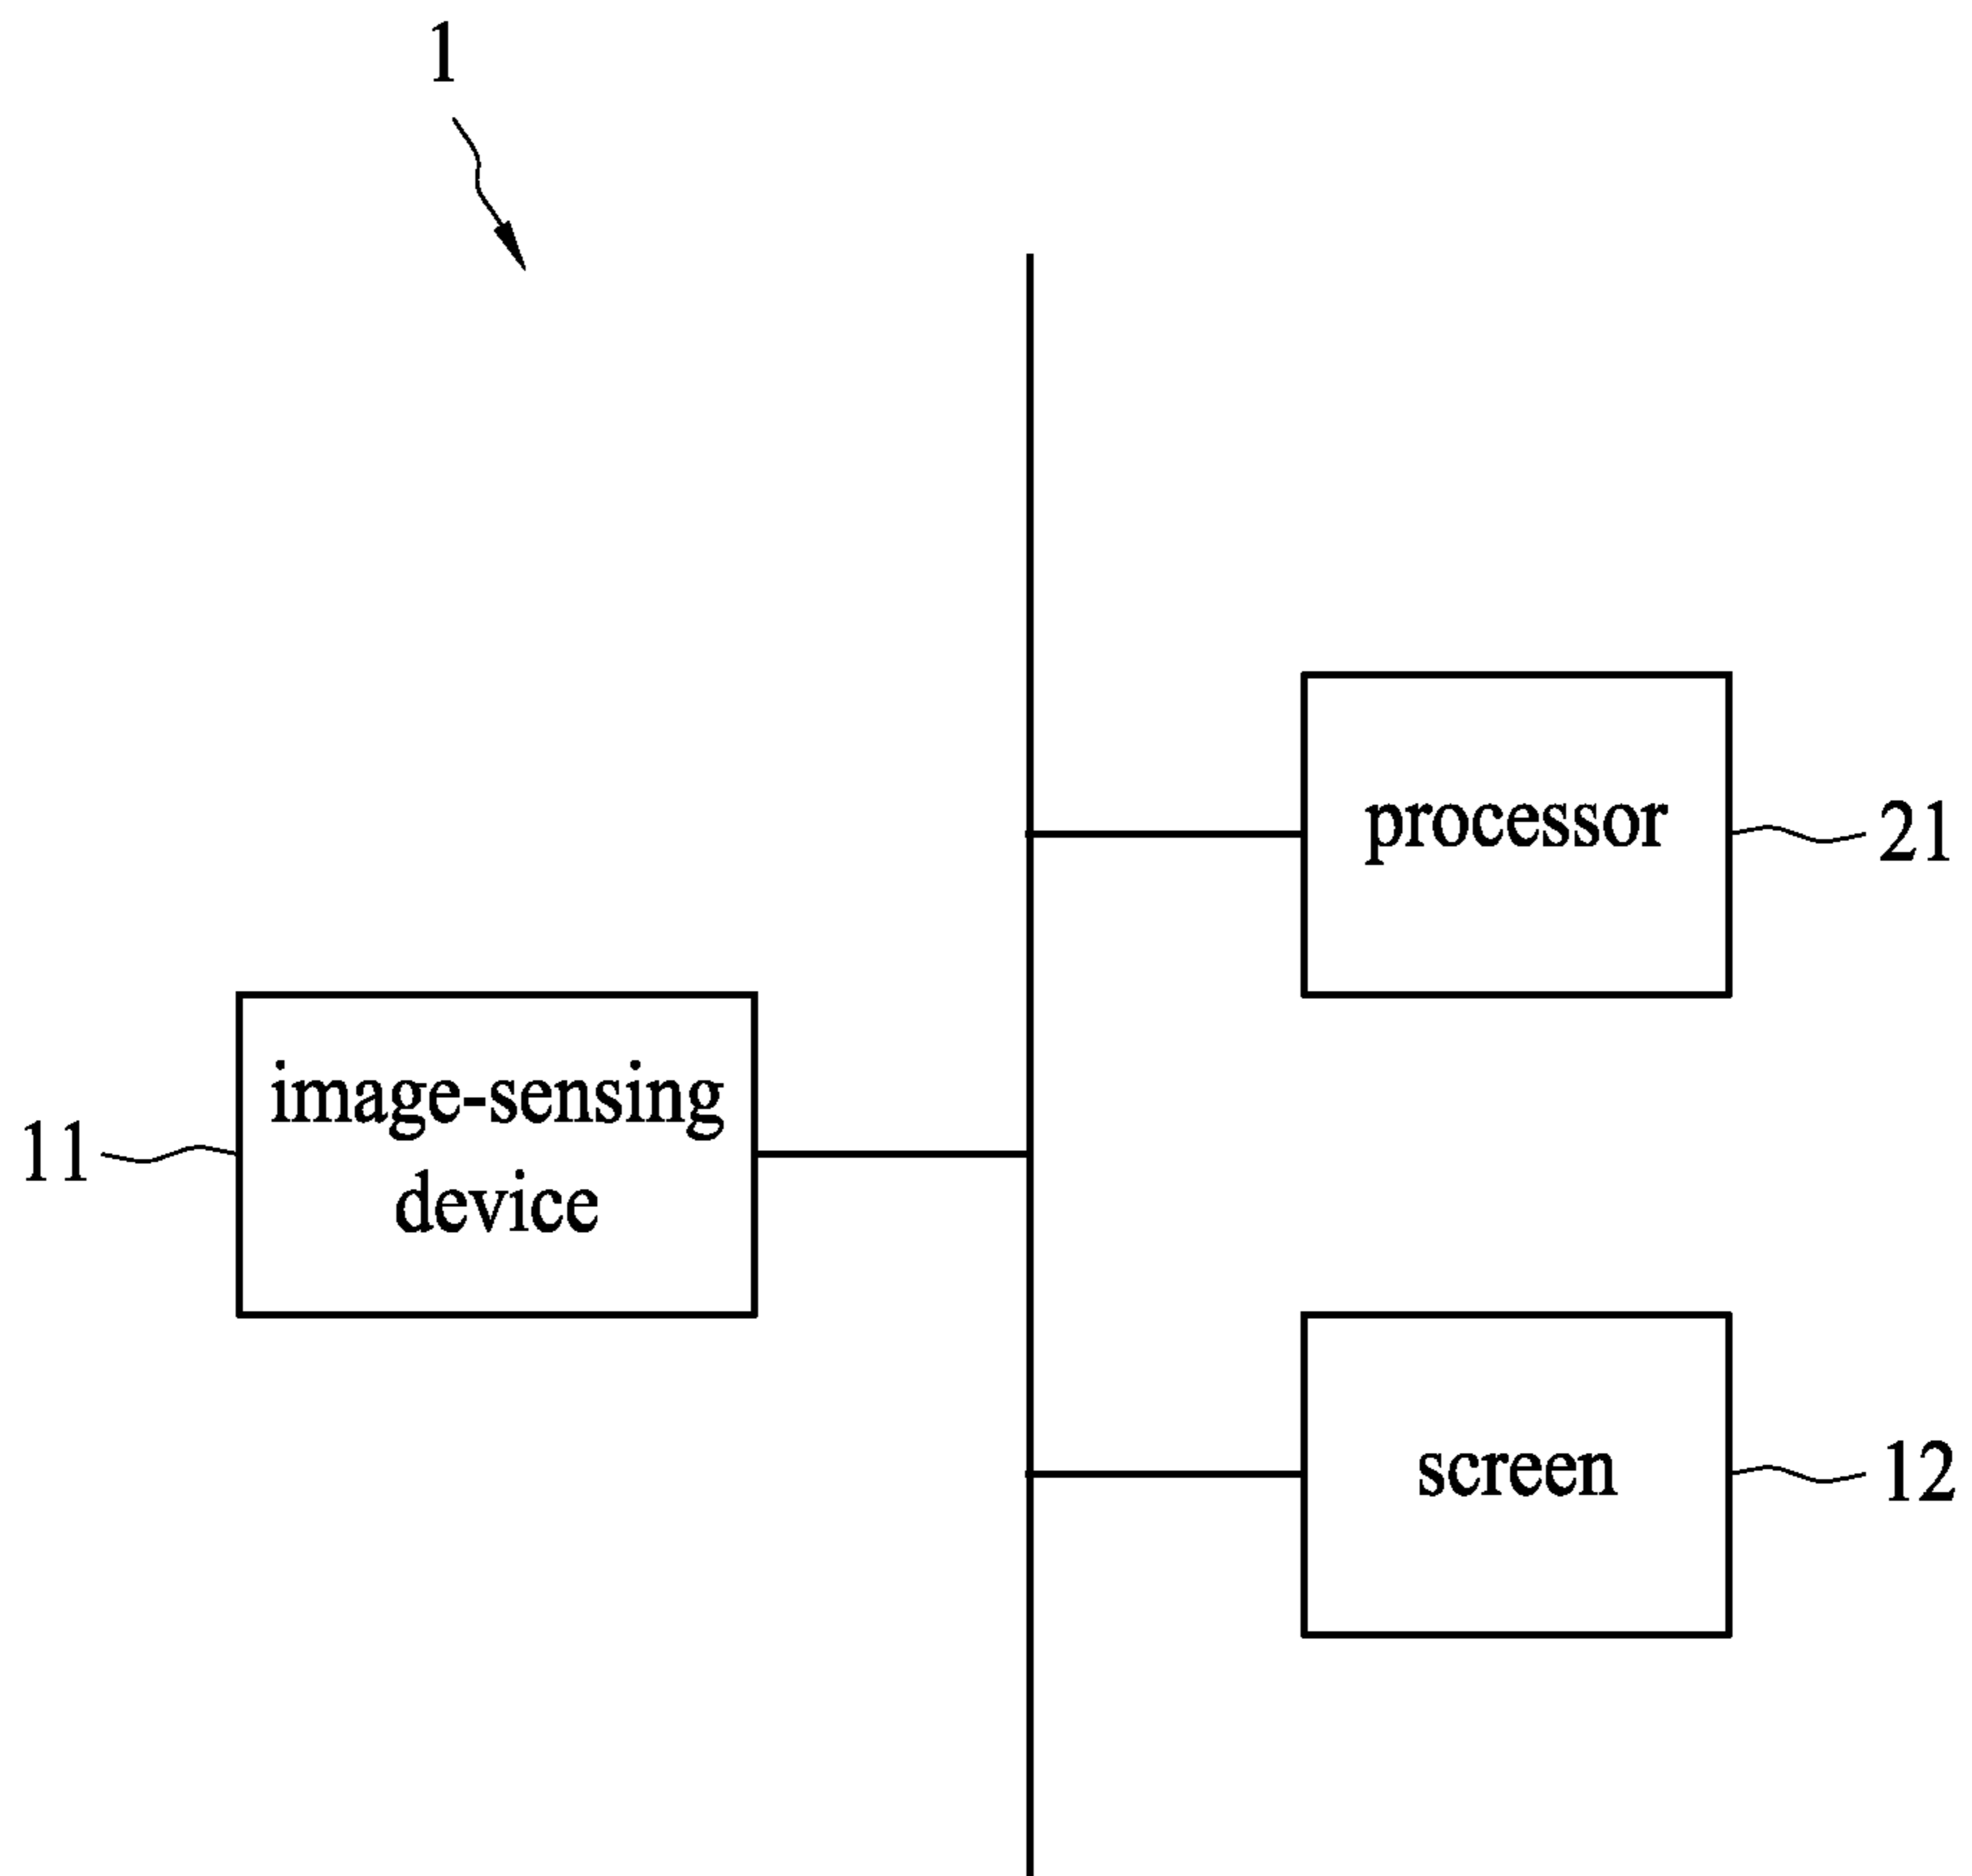 1
processor
21
image-sensing
device
11
screen
12